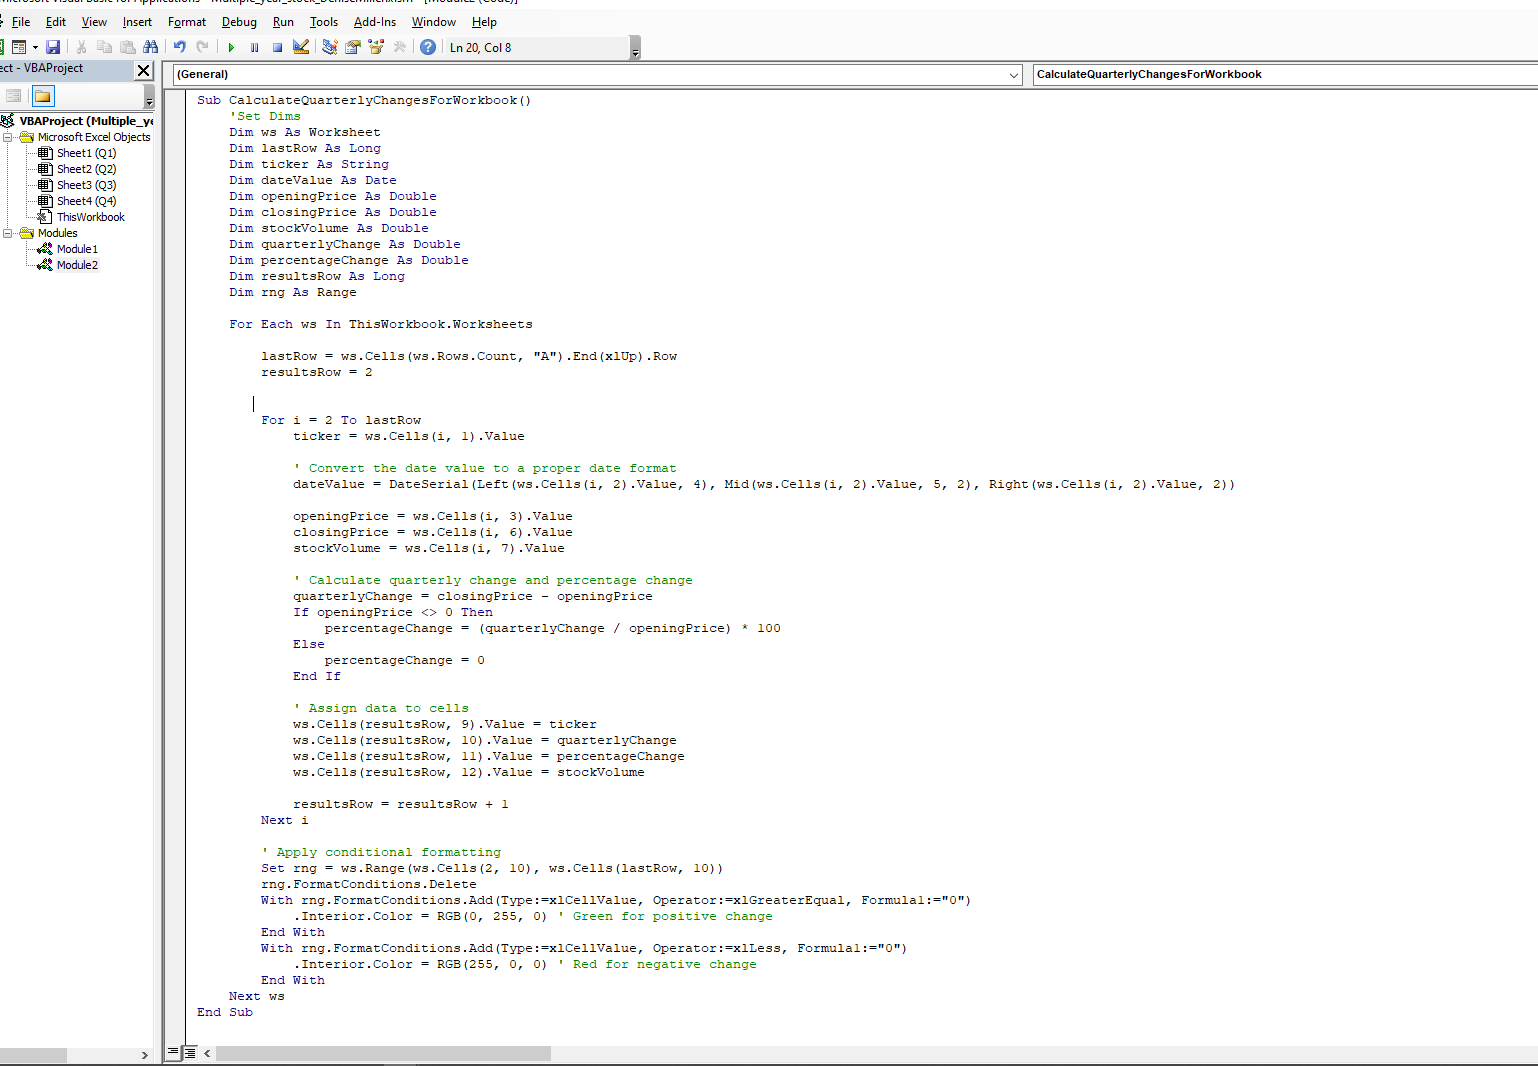 File Edit View Insert Format Debug Run Tools Add-Ins Window Help
Ln 20, Col 8
ect - VBAProject
(General)
CalculateQuarterlyChangesForWorkbook
VBAProject (Multiple_ye
Microsoft Excel Objects
Sheet1 (Q1)
Sheet2 (Q2)
Sheet3 (Q3)
Sheet4 (Q4)
ThisWorkbook
Modules
Module1
Module2
Sub CalculateQuarterlyChangesForWorkbook()
'Set Dims
Dim ws As Worksheet
Dim lastRow As Long
Dim ticker As String
Dim dateValue As Date
Dim openingPrice As Double
Dim closingPrice As Double
Dim stockVolume As Double
Dim quarterlyChange As Double
Dim percentageChange As Double
Dim resultsRow As Long
Dim rng As Range
For Each ws In ThisWorkbook.Worksheets
lastRow = ws.Cells(ws.Rows.Count, "A").End(xlUp).Row
resultsRow = 2
For i = 2 To lastRow
ticker = ws.Cells(i, 1).Value
' Convert the date value to a proper date format
dateValue = DateSerial(Left(ws.Cells(i, 2).Value, 4), Mid(ws.Cells(i, 2).Value, 5, 2), Right(ws.Cells(i, 2).Value, 2))
openingPrice = ws.Cells(i, 3).Value
closingPrice = ws.Cells(i, 6).Value
stockVolume = ws.Cells(i, 7).Value
' Calculate quarterly change and percentage change
quarterlyChange = closingPrice - openingPrice
If openingPrice <> 0 Then
percentageChange = (quarterlyChange / openingPrice) * 100
Else
percentageChange = 0
End If
' Assign data to cells
ws.Cells(resultsRow, 9).Value = ticker
ws.Cells(resultsRow, 10).Value = quarterlyChange
ws.Cells(resultsRow, 11).Value = percentageChange
ws.Cells(resultsRow, 12).Value = stockVolume
resultsRow = resultsRow + 1
Next i
' Apply conditional formatting
Set rng = ws.Range(ws.Cells(2, 10), ws.Cells(lastRow, 10))
rng.FormatConditions.Delete
With rng.FormatConditions.Add(Type:=xlCellValue, Operator:=xlGreaterEqual, Formula1:="0")
.Interior.Color = RGB(0, 255, 0) ' Green for positive change
End With
With rng.FormatConditions.Add(Type:=xlCellValue, Operator:=xlLess, Formula1:="0")
.Interior.Color = RGB(255, 0, 0) ' Red for negative change
End With
Next ws
End Sub